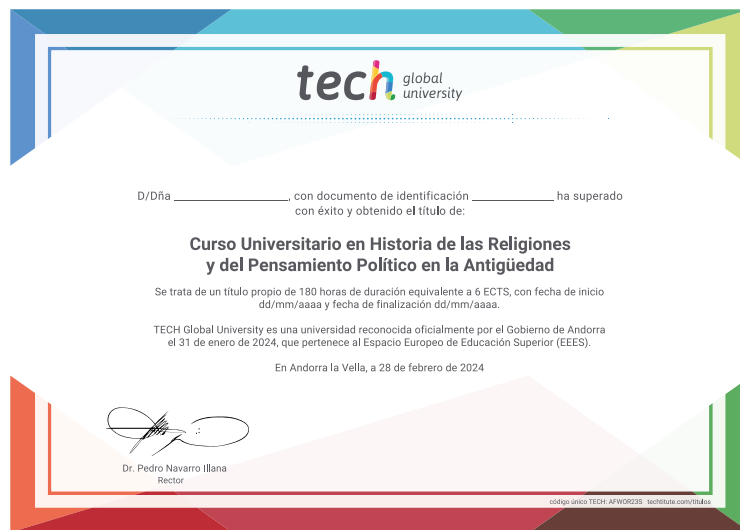 tech global university
D/Dña ____________________, con documento de identificación ______________ ha superado
con éxito y obtenido el título de:
Curso Universitario en Historia de las Religiones
y del Pensamiento Político en la Antigüedad
Se trata de un título propio de 180 horas de duración equivalente a 6 ECTS, con fecha de inicio
dd/mm/aaaa y fecha de finalización dd/mm/aaaa.
TECH Global University es una universidad reconocida oficialmente por el Gobierno de Andorra
el 31 de enero de 2024, que pertenece al Espacio Europeo de Educación Superior (EEES).
En Andorra la Vella, a 28 de febrero de 2024
Dr. Pedro Navarro Illana
Rector
código único TECH: AFWOR23S techtitute.com/titulos